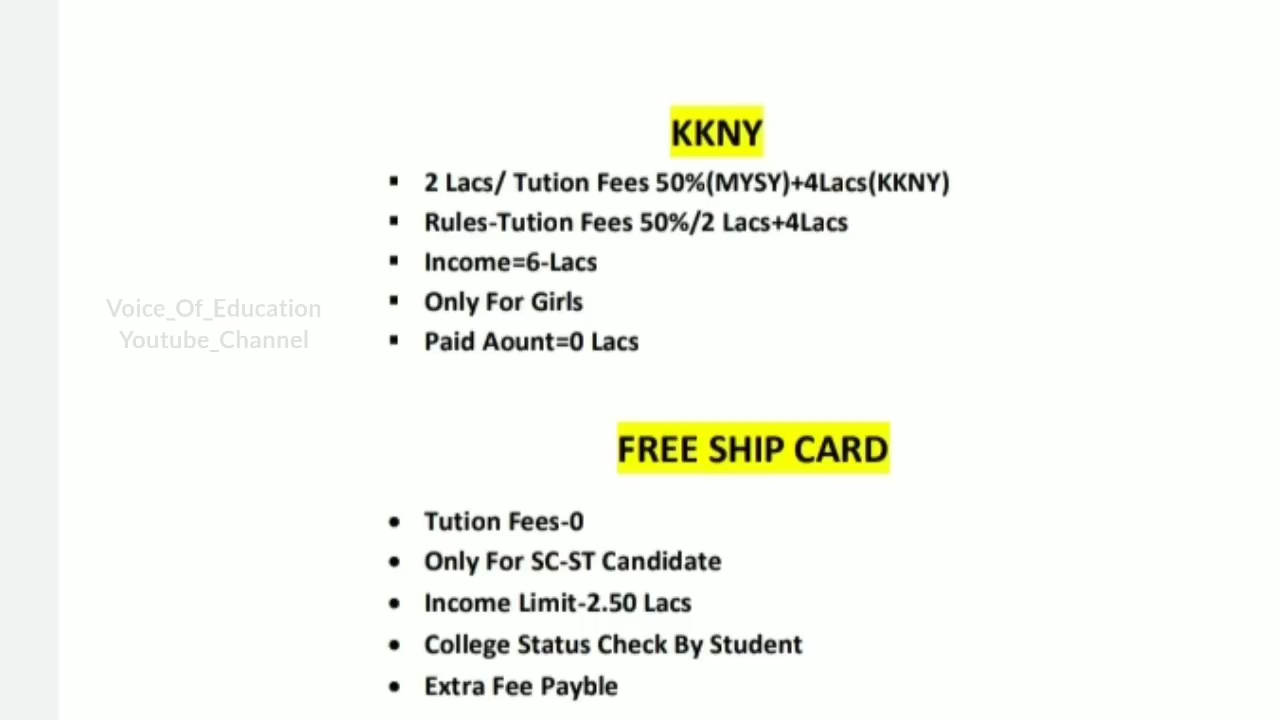 KKNY
▪ 2 Lacs/ Tution Fees 50%(MYSY)+4Lacs(KKNY)
▪ Rules-Tution Fees 50%/2 Lacs+4Lacs
▪ Income=6-Lacs
▪ Only For Girls
▪ Paid Aount=0 Lacs
Voice_Of_Education
Youtube_Channel
FREE SHIP CARD
• Tution Fees-0
• Only For SC-ST Candidate
• Income Limit-2.50 Lacs
• College Status Check By Student
• Extra Fee Payble